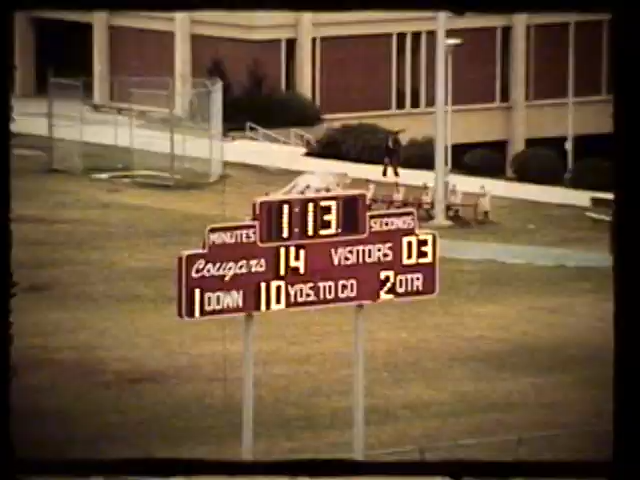 1:13
MINUTES SECONDS
Cougars 14 VISITORS 03
1 DOWN 10 YDS. TO GO 2 QTR